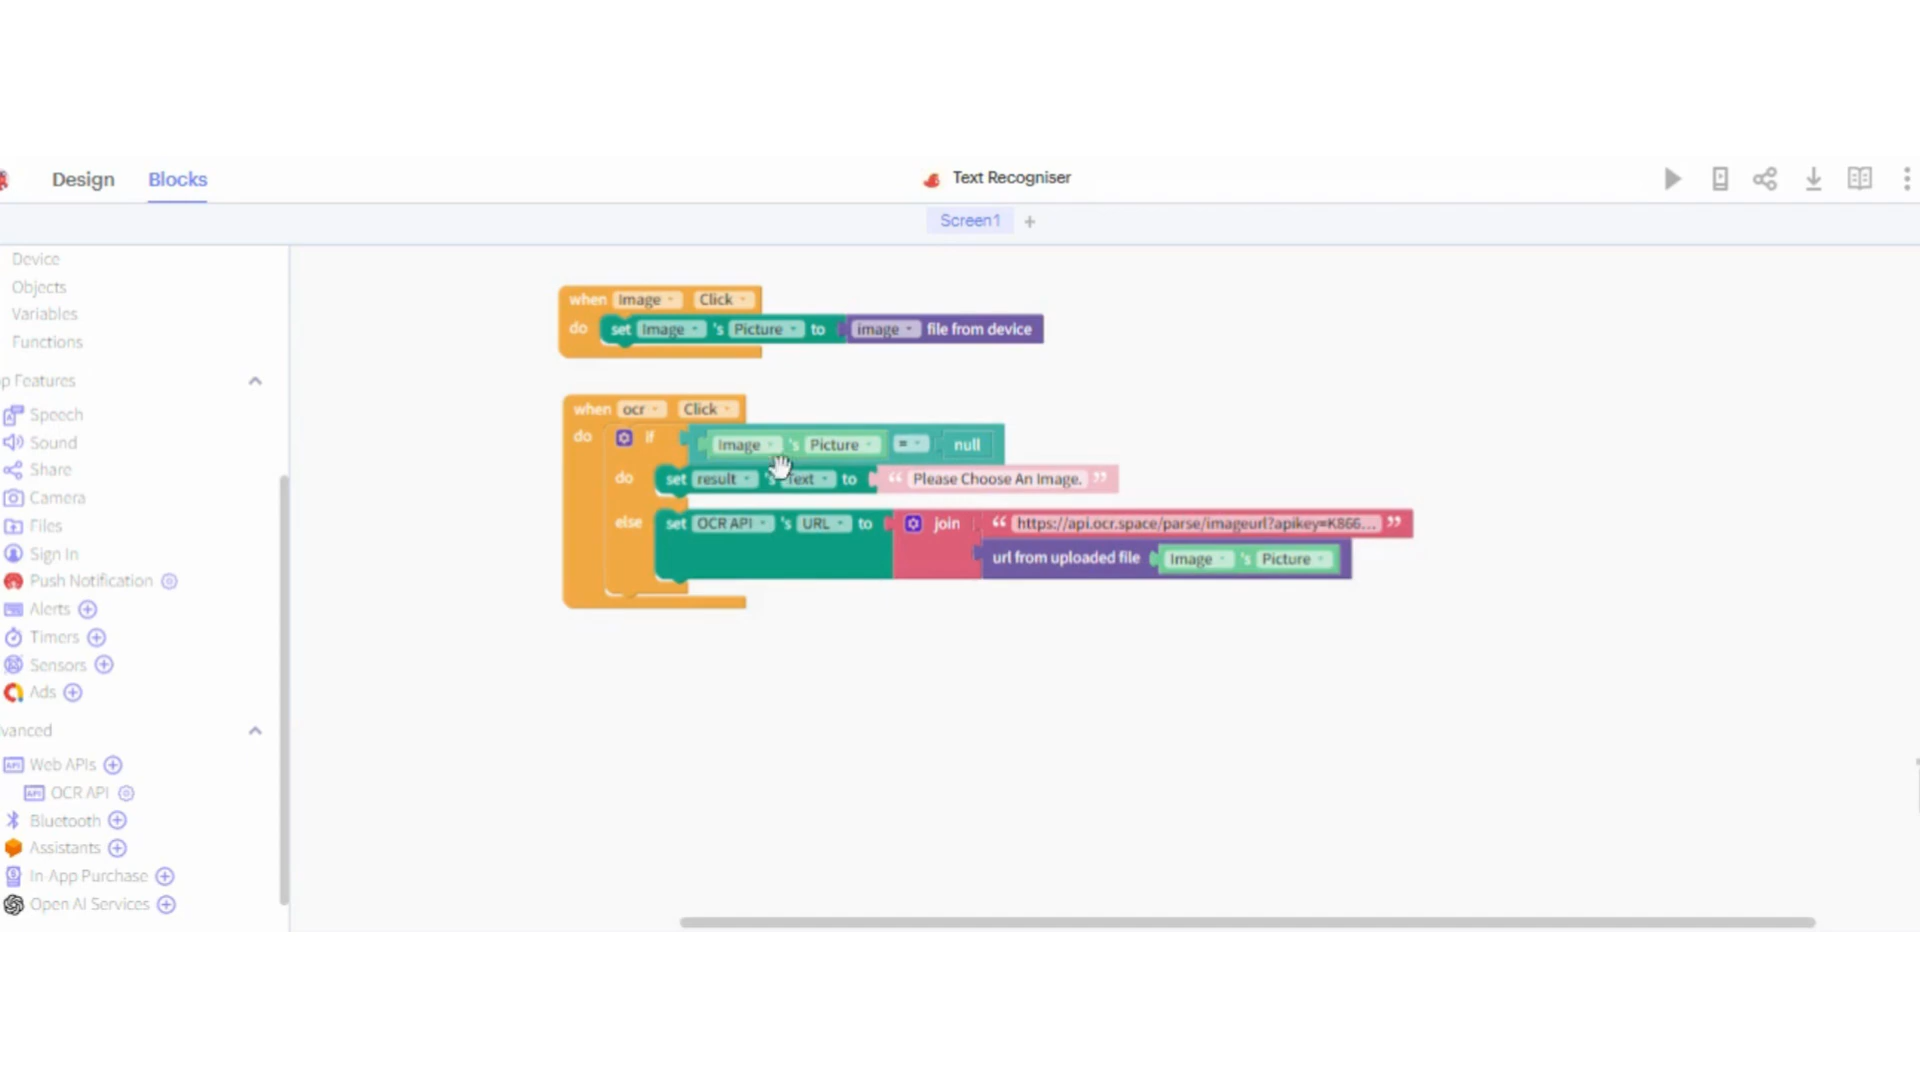 Design Blocks Text Recogniser
Screen1 +
Device
Objects
Variables
Functions
p Features
Speech
Sound
Share
Camera
Files
Sign In
Push Notification
Alerts
Timers
Sensors
Ads
vanced
Web APIs
OCR API
Bluetooth
Assistants
In-App Purchase
Open AI Services
when Image Click
do set Image 's Picture to image file from device
when ocr Click
do if Image 's Picture = null
do set result 's Text to “ Please Choose An Image. ”
else set OCR API 's URL to join “ https://api.ocr.space/parse/imageurl?apikey=K866... ”
url from uploaded file Image 's Picture